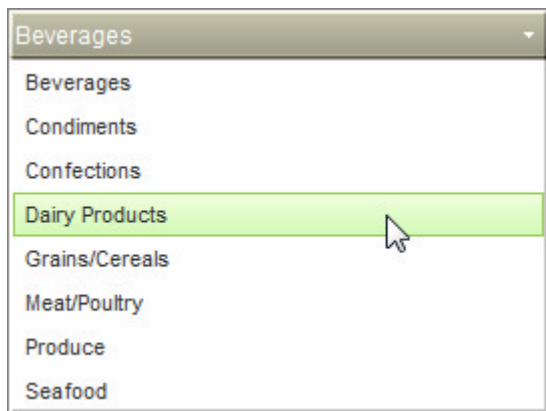 Beverages
Beverages
Condiments
Confections
Dairy Products
Grains/Cereals
Meat/Poultry
Produce
Seafood